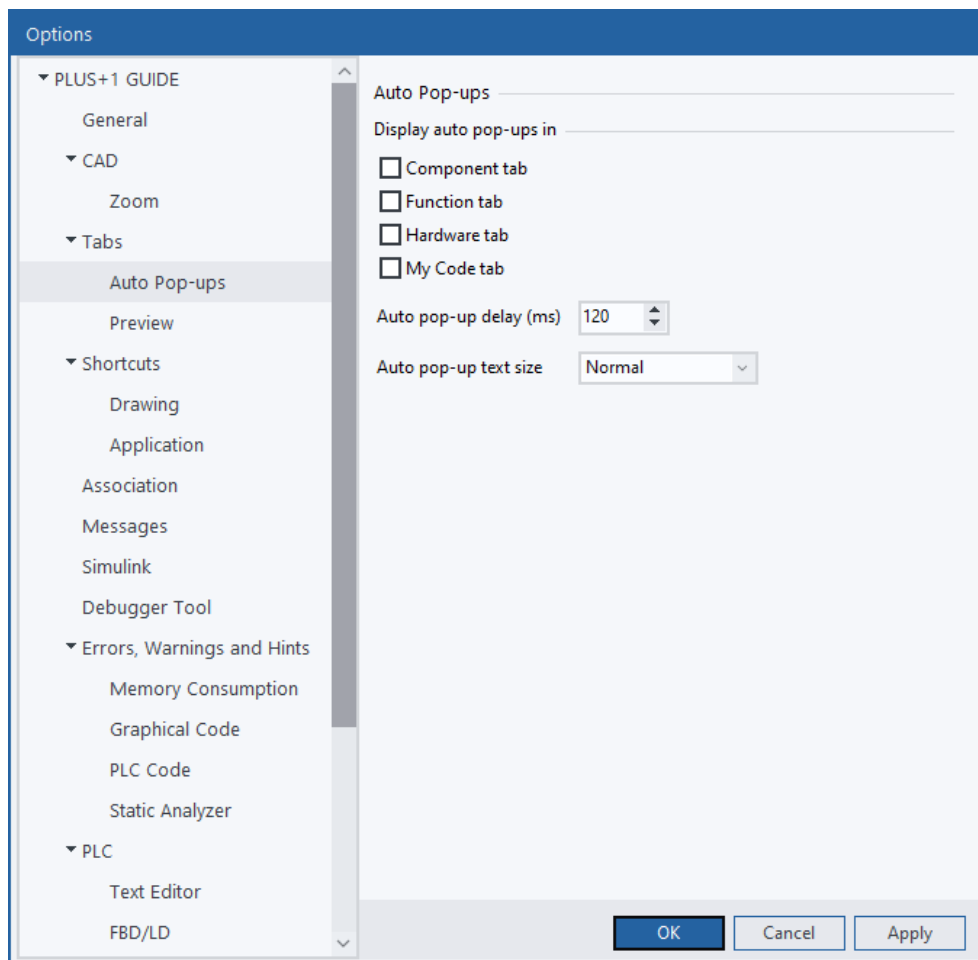 Options
PLUS+1 GUIDE
General
CAD
Zoom
Tabs
Auto Pop-ups
Preview
Shortcuts
Drawing
Application
Association
Messages
Simulink
Debugger Tool
Errors, Warnings and Hints
Memory Consumption
Graphical Code
PLC Code
Static Analyzer
PLC
Text Editor
FBD/LD
Auto Pop-ups
Display auto pop-ups in
Component tab
Function tab
Hardware tab
My Code tab
Auto pop-up delay (ms) 120
Auto pop-up text size Normal
OK Cancel Apply